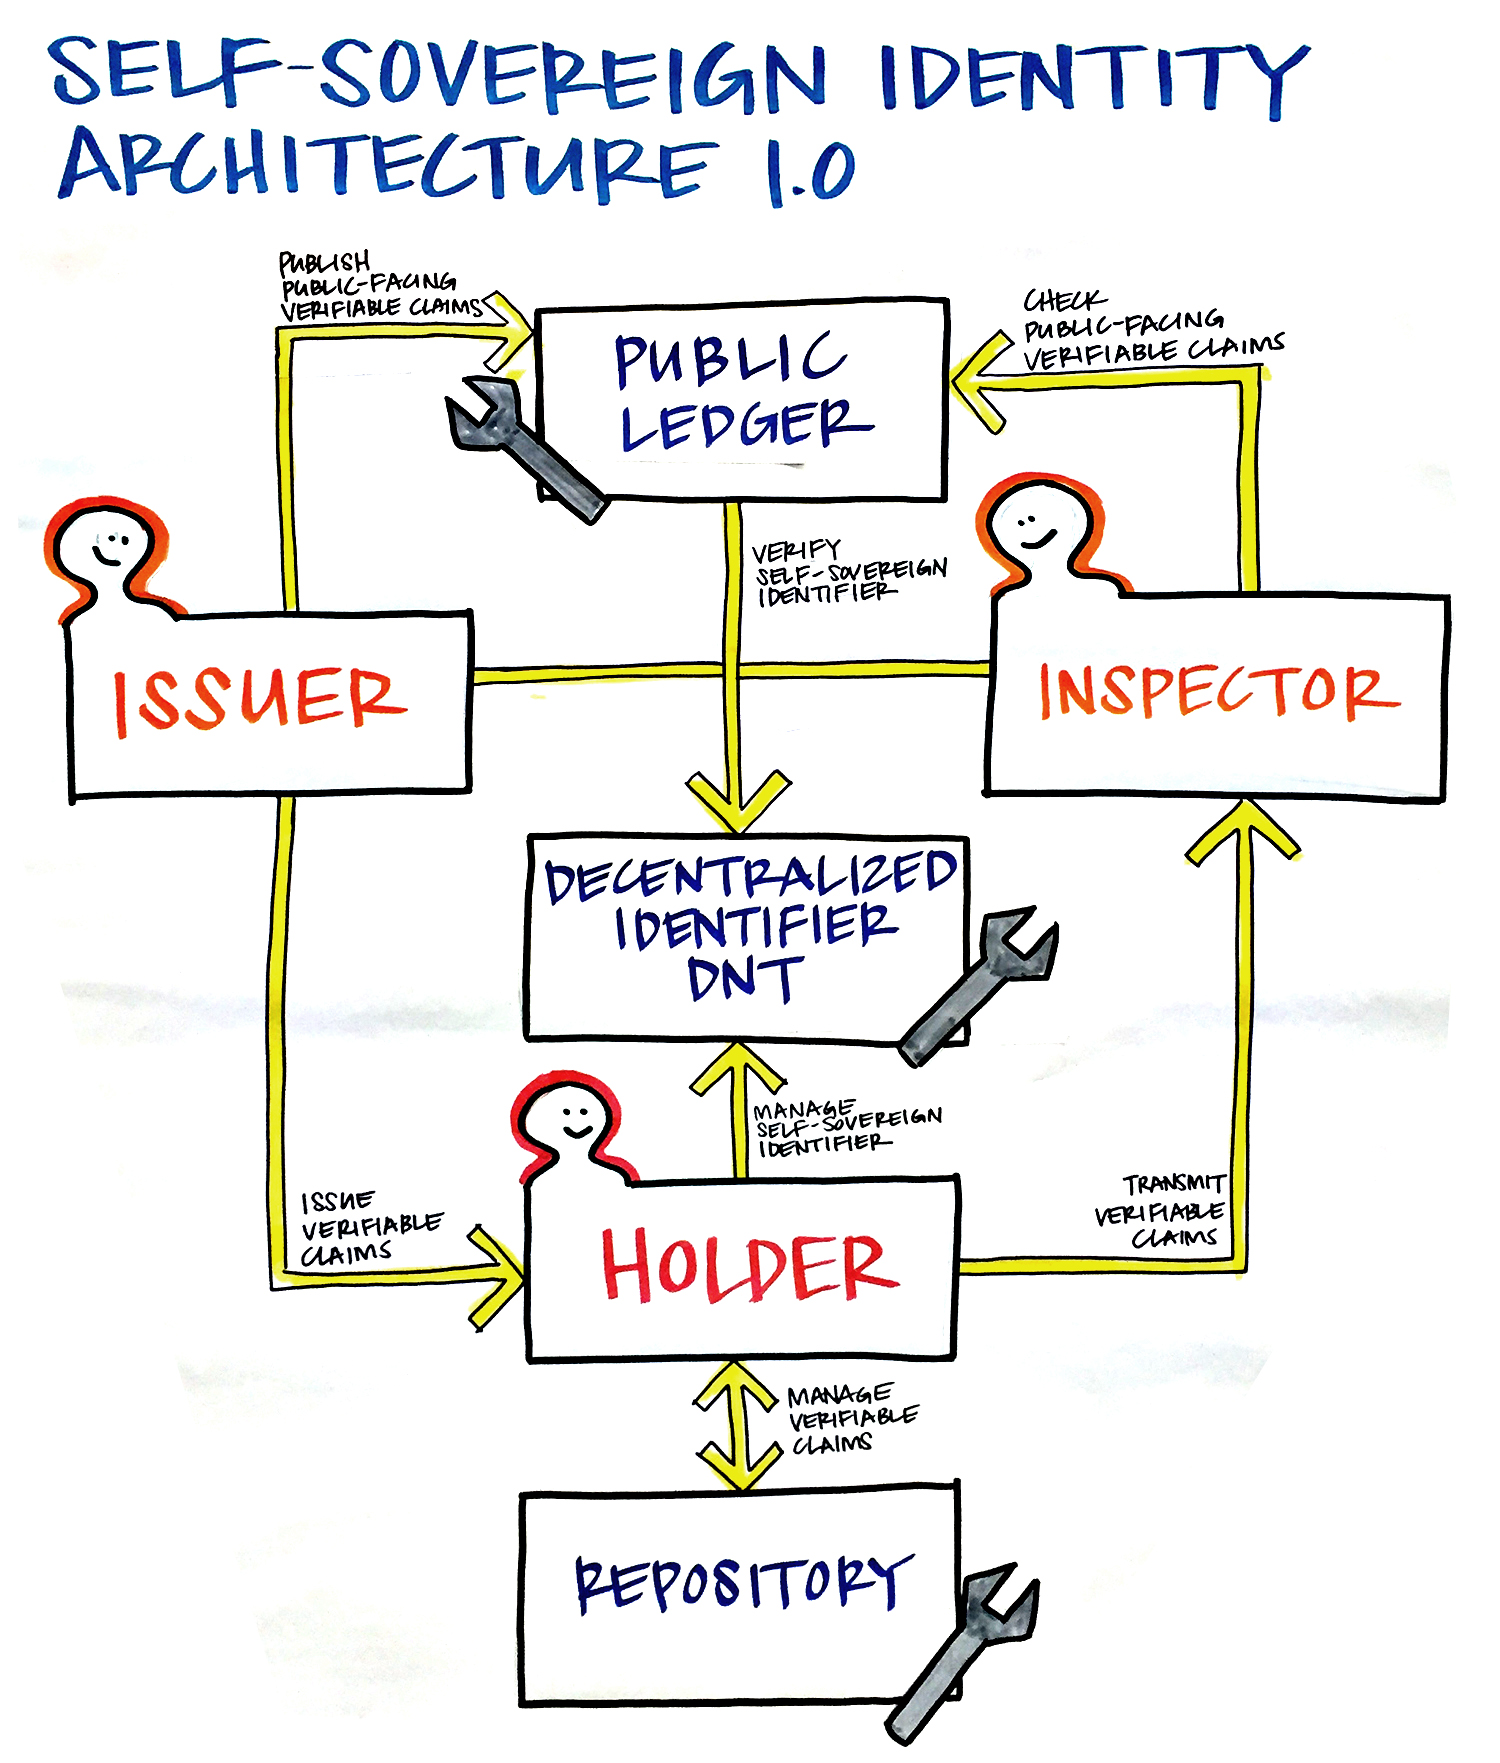 SELF-SOVEREIGN IDENTITY
ARCHITECTURE 1.0
PUBLISH
PUBLIC-FACING
VERIFIABLE CLAIMS
PUBLIC
LEDGER
CHECK
PUBLIC-FACING
VERIFIABLE CLAIMS
VERIFY
SELF-SOVEREIGN
IDENTIFIER
ISSUER
INSPECTOR
DECENTRALIZED
IDENTIFIER
DNT
MANAGE
SELF-SOVEREIGN
IDENTIFIER
ISSUE
VERIFIABLE
CLAIMS
HOLDER
TRANSMIT
VERIFIABLE
CLAIMS
MANAGE
VERIFIABLE
CLAIMS
REPOSITORY